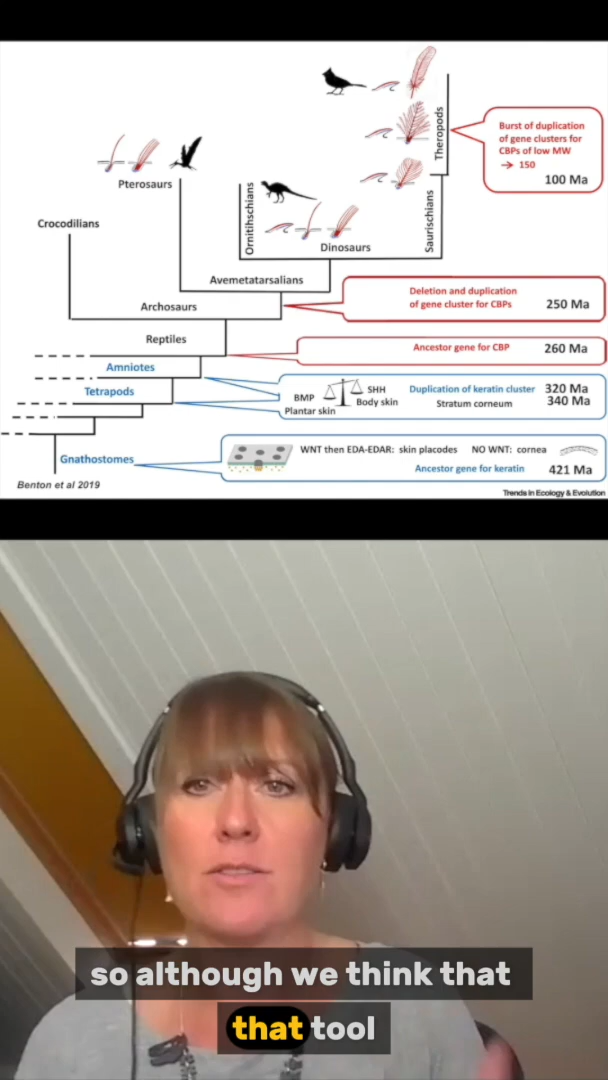 Burst of duplication
of gene clusters for
CBPs of low MW
→ 150
100 Ma
Theropods
Pterosaurs
Crocodilians
Ornitihschians
Dinosaurs
Saurischians
Avemetatarsalians
Deletion and duplication
of gene cluster for CBPs
250 Ma
Archosaurs
Reptiles
Ancestor gene for CBP
260 Ma
Amniotes
Tetrapods
BMP
Plantar skin
SHH
Body skin
Duplication of keratin cluster 320 Ma
Stratum corneum 340 Ma
WNT then EDA-EDAR: skin placodes NO WNT: cornea
Gnathostomes
Ancestor gene for keratin 421 Ma
Benton et al 2019
Trends in Ecology & Evolution
so although we think that
that tool